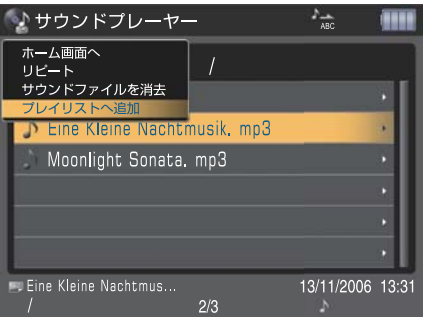 サウンドプレーヤー
ABC
ホーム画面へ
リピート
サウンドファイルを消去
プレイリストへ追加
/
Eine Kleine Nachtmusik. mp3
Moonlight Sonata. mp3
Eine Kleine Nachtmus... 13/11/2006 13:31
/ 2/3